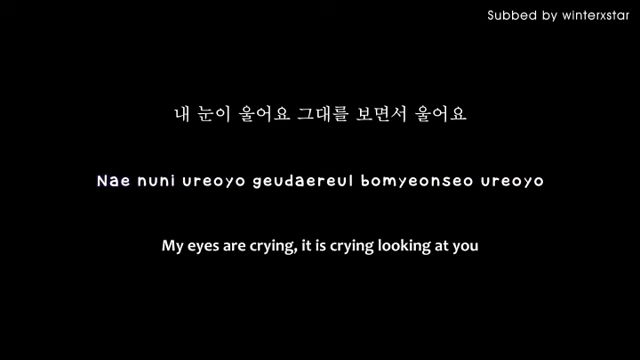 Subbed by winterxstar
내 눈이 울어요 그대를 보면서 울어요
Nae nuni ureoyo geudaereul bomyeonseo ureoyo
My eyes are crying, it is crying looking at you